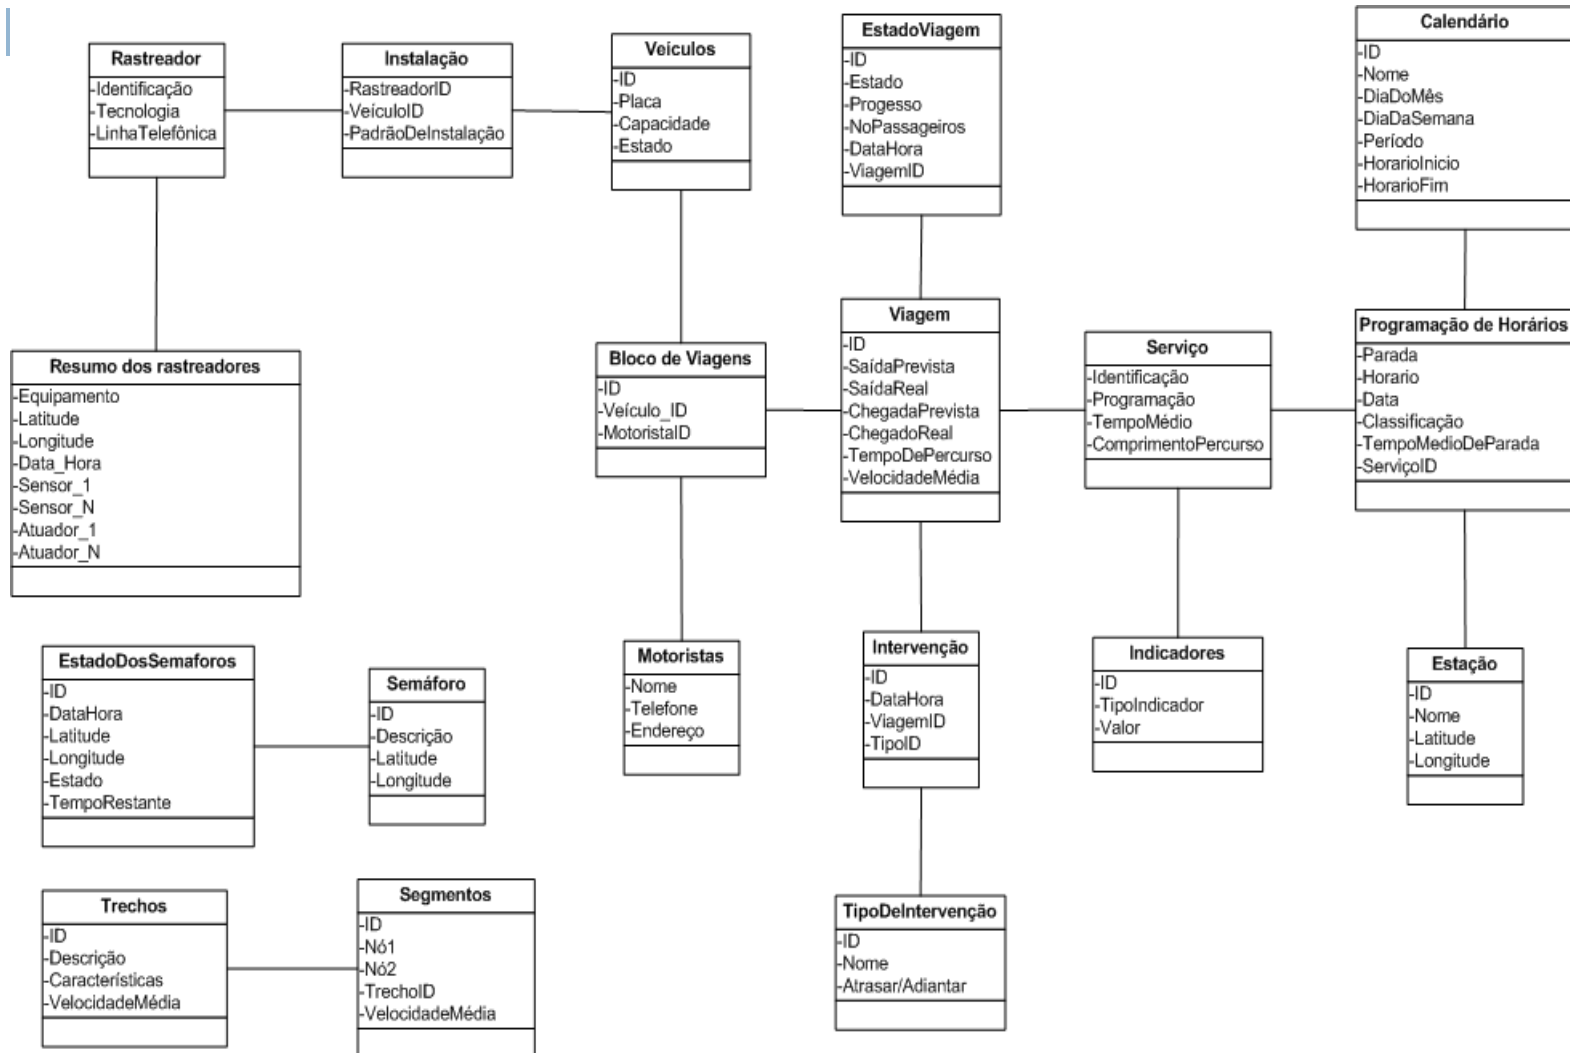 Rastreador
-Identificação
-Tecnologia
-LinhaTelefônica
Instalação
-RastreadorID
-VeículoID
-PadrãoDeInstalação
Veículos
-ID
-Placa
-Capacidade
-Estado
EstadoViagem
-ID
-Estado
-Progesso
-NoPassageiros
-DataHora
-ViagemID
Calendário
-ID
-Nome
-DiaDoMês
-DiaDaSemana
-Período
-HorarioInicio
-HorarioFim
Resumo dos rastreadores
-Equipamento
-Latitude
-Longitude
-Data_Hora
-Sensor_1
-Sensor_N
-Atuador_1
-Atuador_N
Bloco de Viagens
-ID
-Veículo_ID
-MotoristaID
Viagem
-ID
-SaídaPrevista
-SaídaReal
-ChegadaPrevista
-ChegadoReal
-TempoDePercurso
-VelocidadeMédia
Serviço
-Identificação
-Programação
-TempoMédio
-ComprimentoPercurso
Programação de Horários
-Parada
-Horario
-Data
-Classificação
-TempoMedioDeParada
-ServiçoID
EstadoDosSemaforos
-ID
-DataHora
-Latitude
-Longitude
-Estado
-TempoRestante
Semáforo
-ID
-Descrição
-Latitude
-Longitude
Motoristas
-Nome
-Telefone
-Endereço
Intervenção
-ID
-DataHora
-ViagemID
-TipoID
Indicadores
-ID
-TipoIndicador
-Valor
Estação
-ID
-Nome
-Latitude
-Longitude
Trechos
-ID
-Descrição
-Características
-VelocidadeMédia
Segmentos
-ID
-Nó1
-Nó2
-TrechoID
-VelocidadeMédia
TipoDeIntervenção
-ID
-Nome
-Atrasar/Adiantar